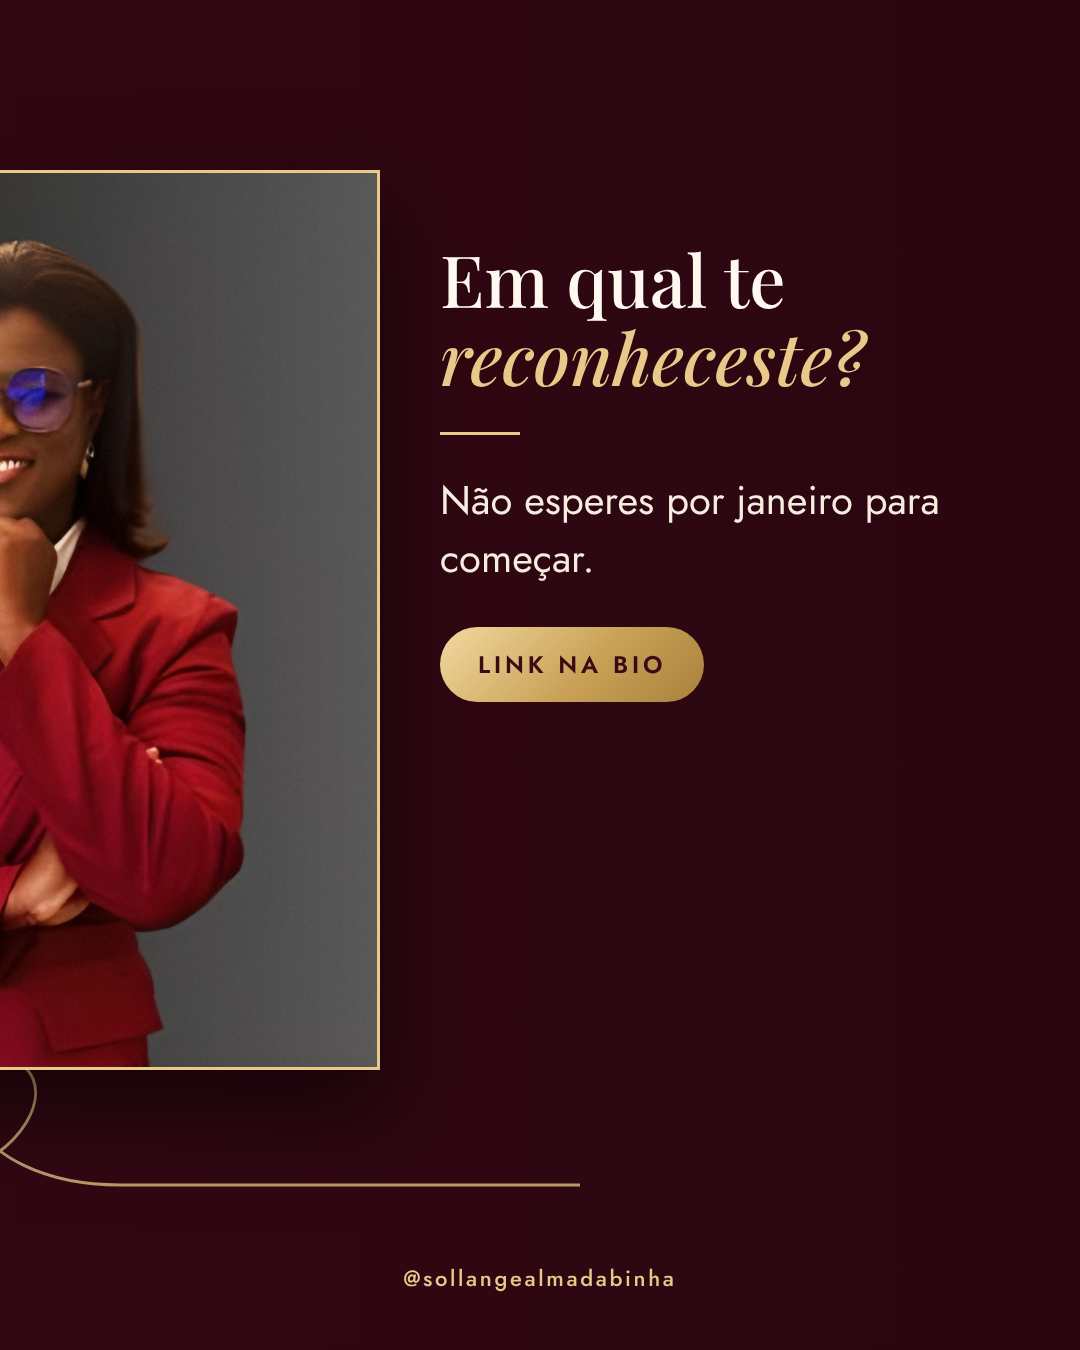 Em qual te
reconheceste?
Não esperes por janeiro para
começar.
LINK NA BIO
@sollangealmadabinha